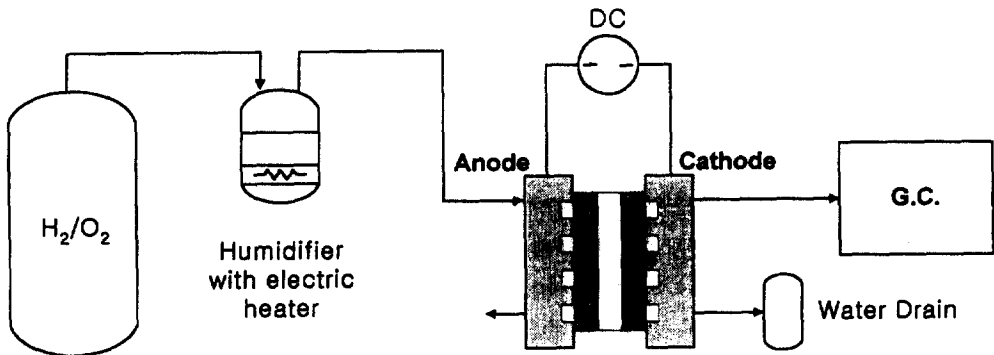 DC
Anode
Cathode
H₂/O₂
G.C.
Humidifier
with electric
heater
Water Drain